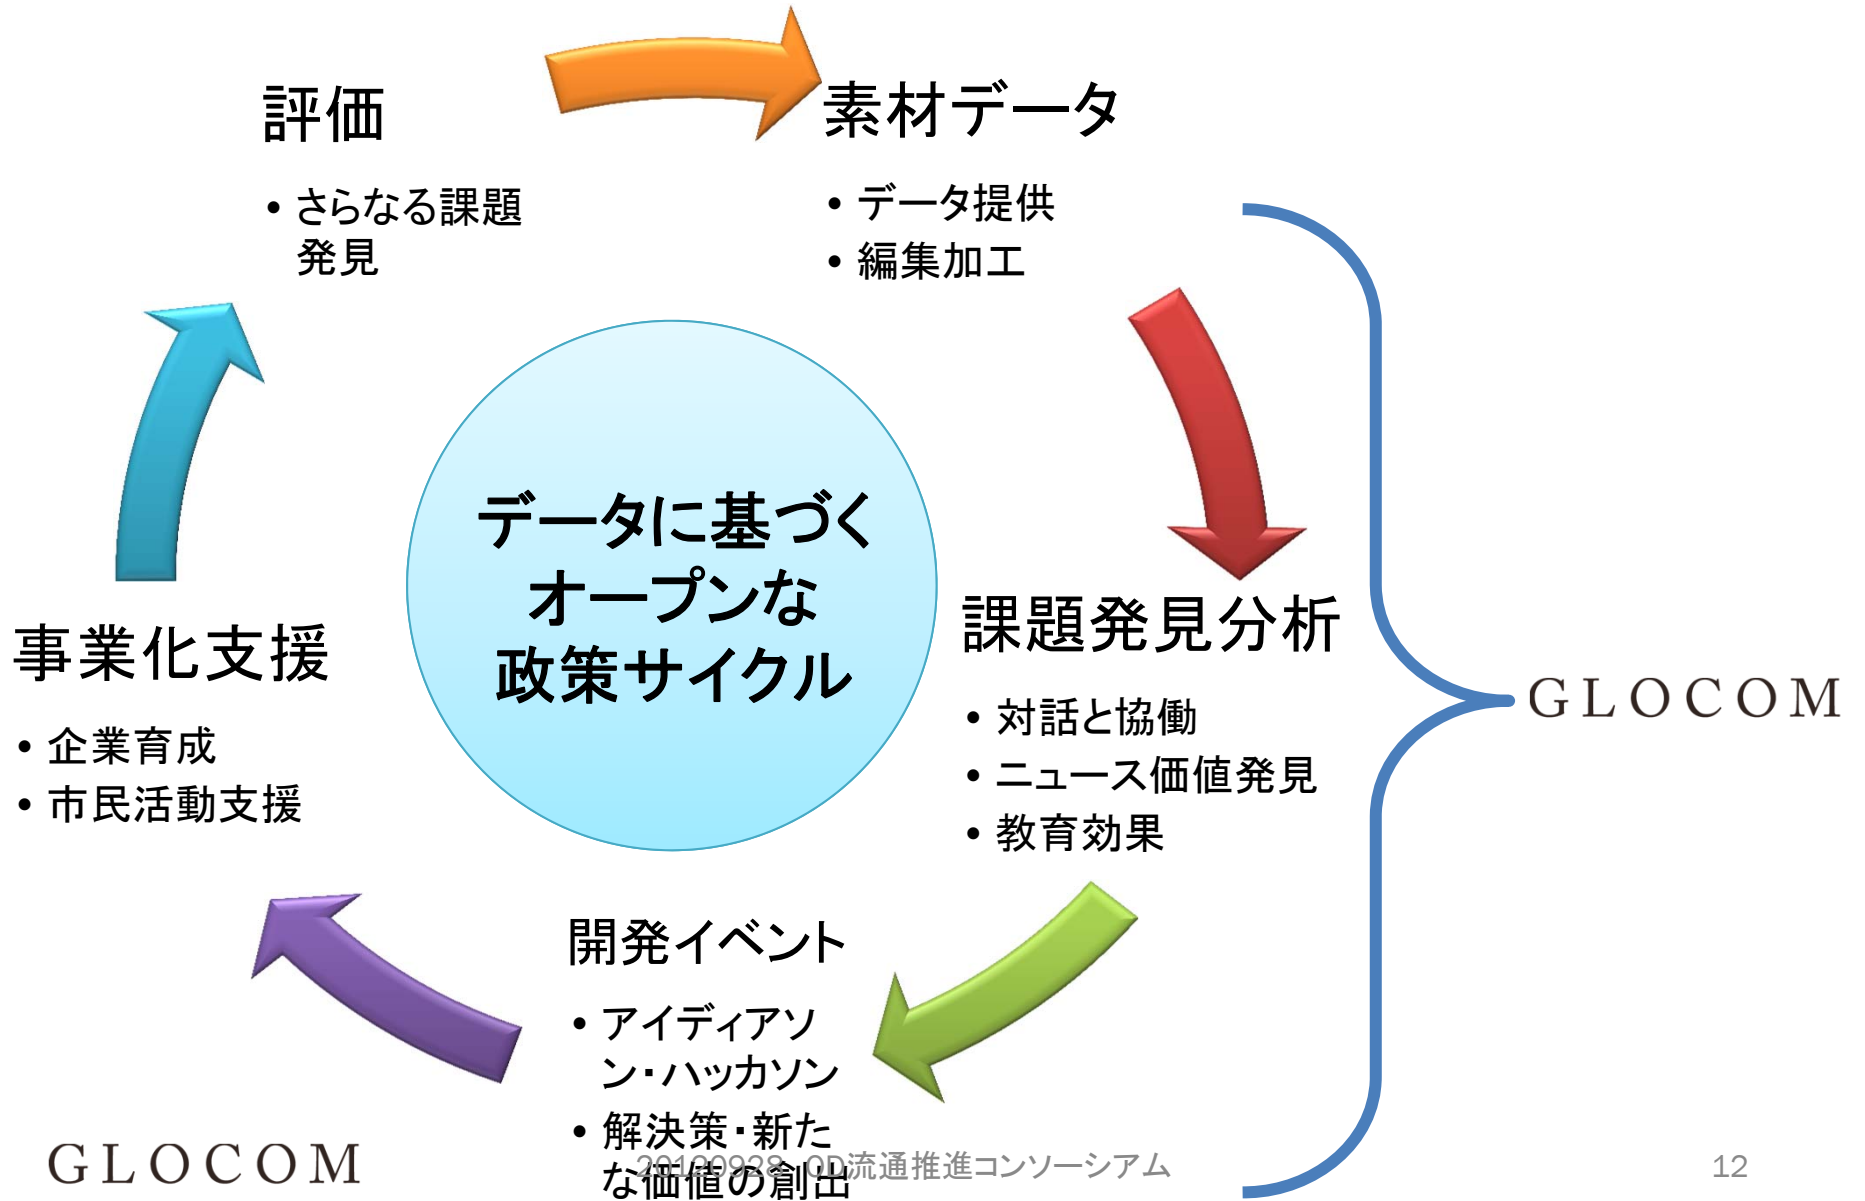 評価
• さらなる課題
発見
素材データ
• データ提供
• 編集加工
データに基づく
オープンな
政策サイクル
課題発見分析
• 対話と協働
• ニュース価値発見
• 教育効果
GLOCOM
事業化支援
• 企業育成
• 市民活動支援
開発イベント
• アイディアソ
ン・ハッカソン
• 解決策・新た
な価値の創出
GLOCOM
20120928 OD流通推進コンソーシアム
12